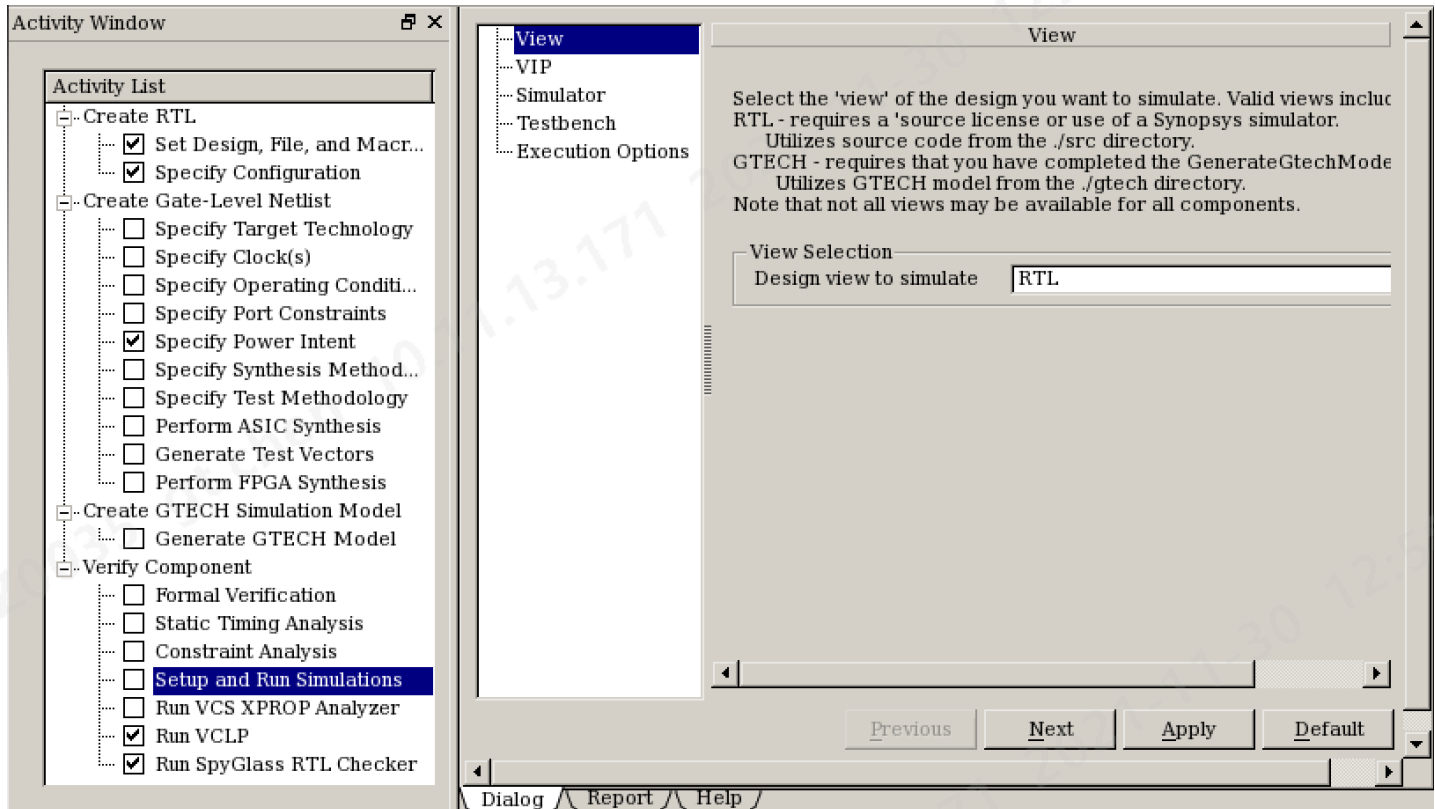 Activity Window
Activity List
Create RTL
Set Design, File, and Macr...
Specify Configuration
Create Gate-Level Netlist
Specify Target Technology
Specify Clock(s)
Specify Operating Conditi...
Specify Port Constraints
Specify Power Intent
Specify Synthesis Method...
Specify Test Methodology
Perform ASIC Synthesis
Generate Test Vectors
Perform FPGA Synthesis
Create GTECH Simulation Model
Generate GTECH Model
Verify Component
Formal Verification
Static Timing Analysis
Constraint Analysis
Setup and Run Simulations
Run VCS XPROP Analyzer
Run VCLP
Run SpyGlass RTL Checker
View
VIP
Simulator
Testbench
Execution Options
View
Select the 'view' of the design you want to simulate. Valid views includ
RTL - requires a 'source license or use of a Synopsys simulator.
Utilizes source code from the ./src directory.
GTECH - requires that you have completed the GenerateGtechMode
Utilizes GTECH model from the ./gtech directory.
Note that not all views may be available for all components.
View Selection
Design view to simulate RTL
Previous Next Apply Default
Dialog Report Help